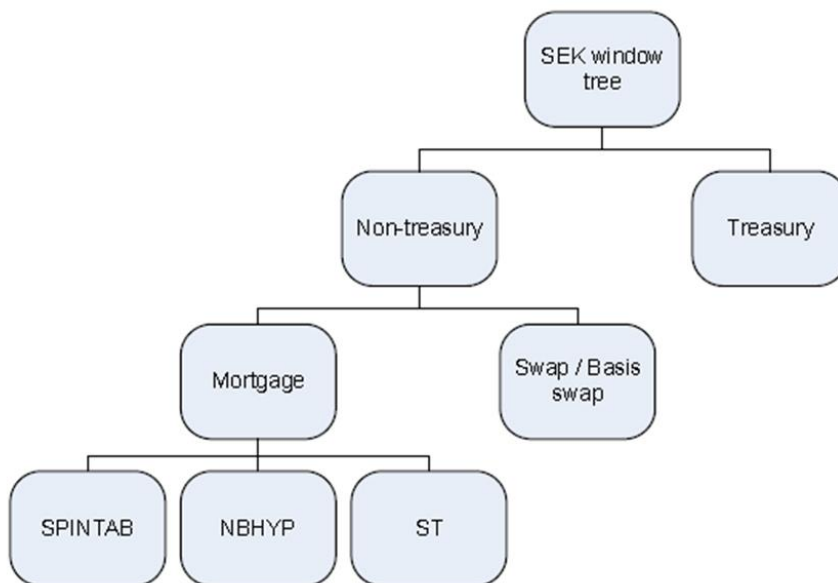 SEK window
tree
Non-treasury
Treasury
Mortgage
Swap / Basis
swap
SPINTAB
NBHYP
ST